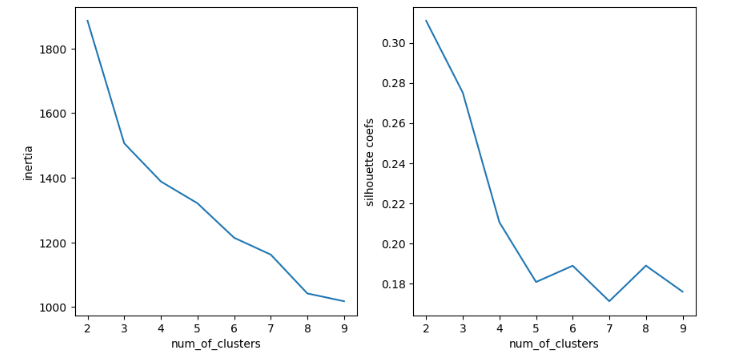 1800
1600
1400
1200
1000
inertia
2 3 4 5 6 7 8 9
num_of_clusters
0.30
0.28
0.26
0.24
0.22
0.20
0.18
silhouette coefs
2 3 4 5 6 7 8 9
num_of_clusters